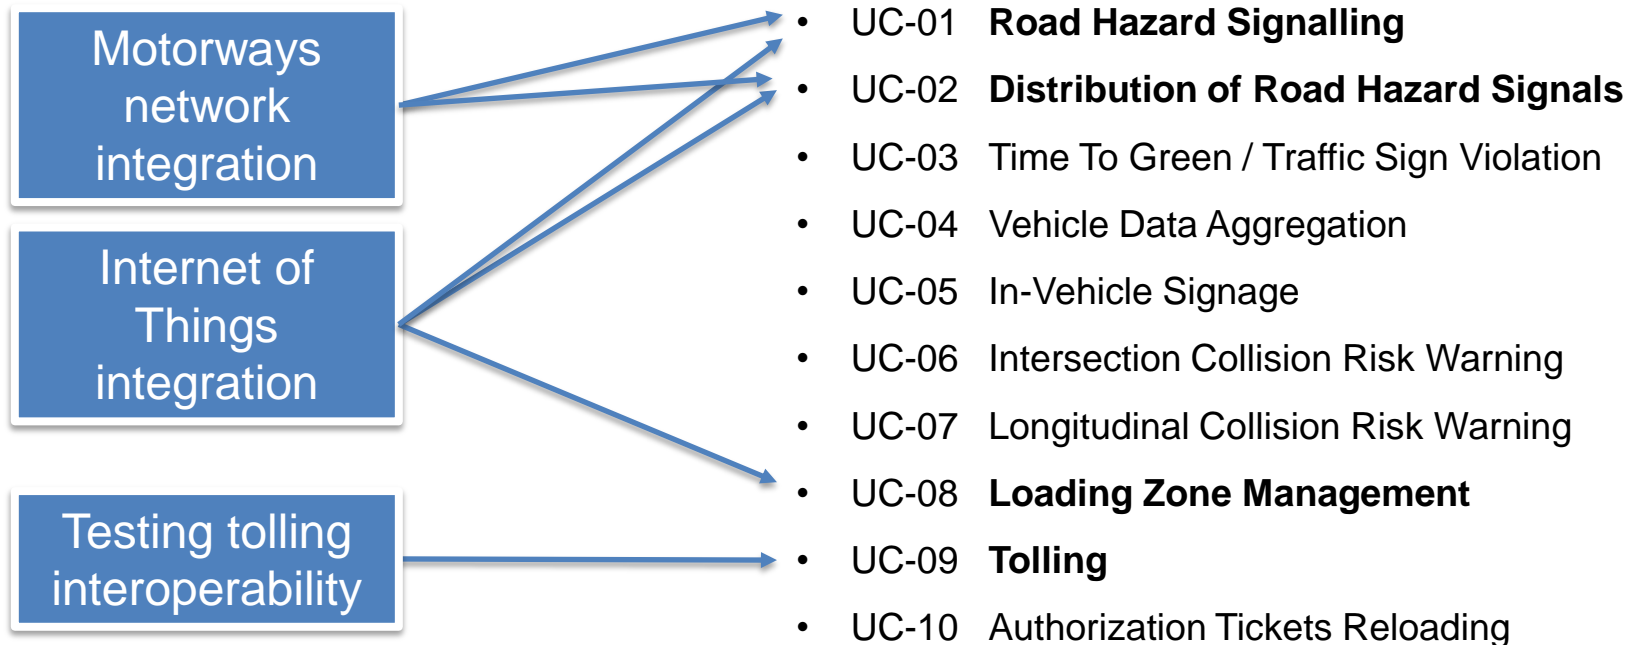 Motorways
network
integration
Internet of
Things
integration
Testing tolling
interoperability
• UC-01 Road Hazard Signalling
• UC-02 Distribution of Road Hazard Signals
• UC-03 Time To Green / Traffic Sign Violation
• UC-04 Vehicle Data Aggregation
• UC-05 In-Vehicle Signage
• UC-06 Intersection Collision Risk Warning
• UC-07 Longitudinal Collision Risk Warning
• UC-08 Loading Zone Management
• UC-09 Tolling
• UC-10 Authorization Tickets Reloading